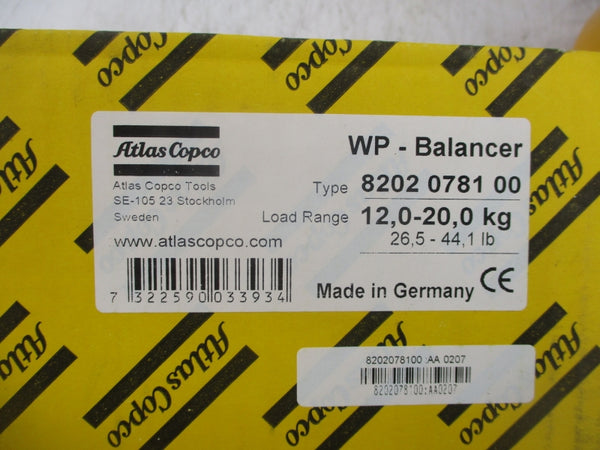 Atlas Copco
Atlas Copco
Atlas Copco
Atlas Copco
WP - Balancer
Atlas Copco Tools
SE-105 23 Stockholm
Sweden
Type 8202 0781 00
Load Range 12,0-20,0 kg
26,5 - 44,1 lb
www.atlascopco.com
7 322590 033934
Made in Germany CE
8202078100 :AA 0207
8202078100:AA0207
Atlas Copco
Atlas Copco
Atlas Copco